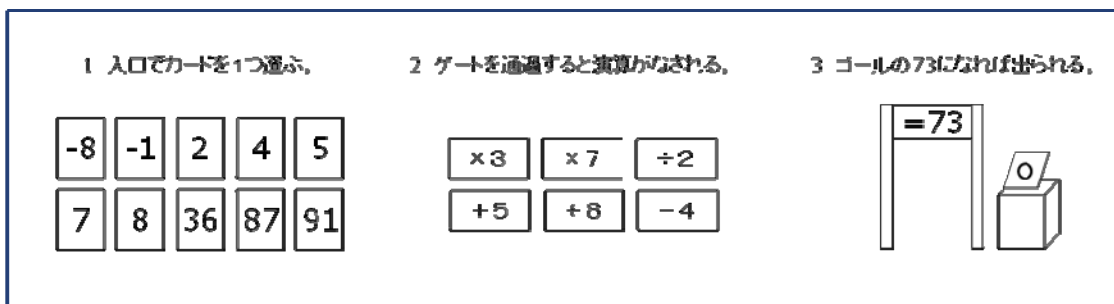 1 入口でカードを1つ選ぶ。
2 ゲートを通過すると演算がなされる。
3 ゴールの73になれば出られる。
-8 -1 2 4 5
7 8 36 87 91
×3 ×7 ÷2
+5 +8 -4
=73
0